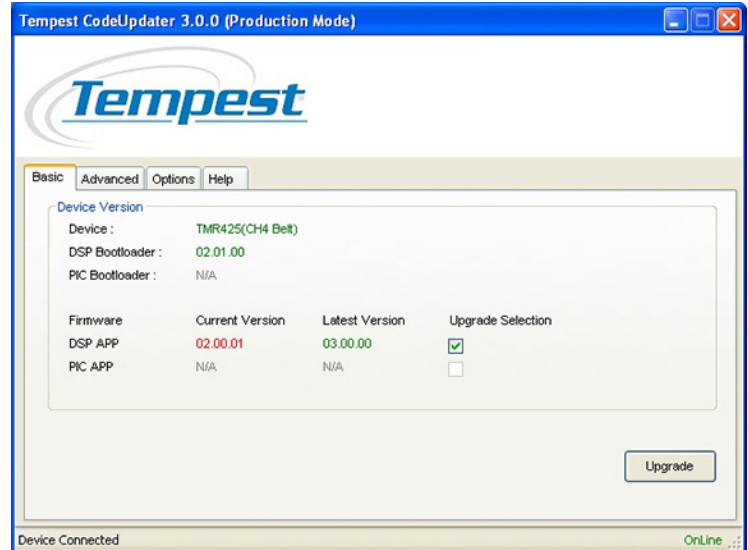 Tempest CodeUpdater 3.0.0 (Production Mode)
Tempest
Basic Advanced Options Help
Device Version
Device : TMR425(CH4 Belt)
DSP Bootloader : 02.01.00
PIC Bootloader : N/A
Firmware Current Version Latest Version Upgrade Selection
DSP APP 02.00.01 03.00.00
PIC APP N/A N/A
Upgrade
Device Connected OnLine